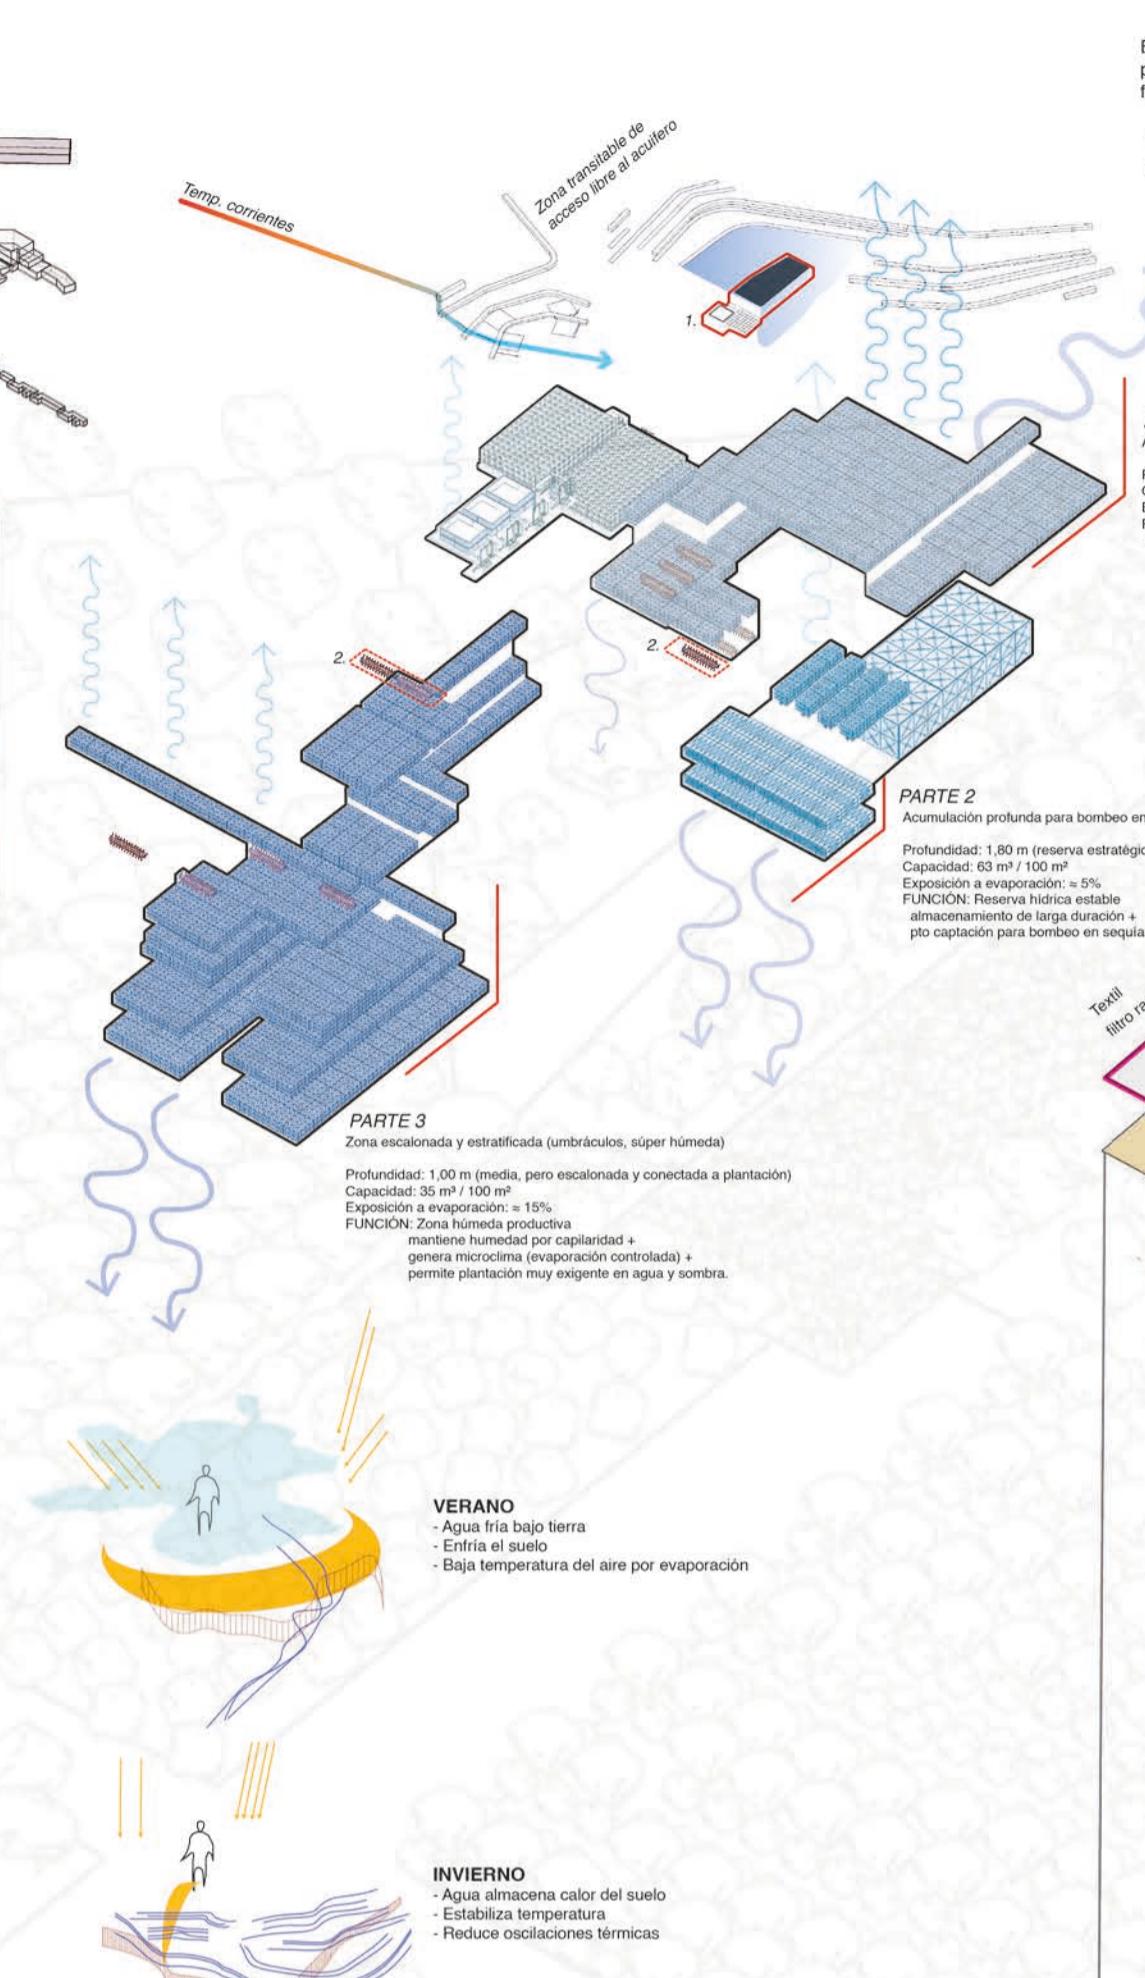 Zona transitable de
acceso libre al acuífero
Temp. corrientes
1.
2.
2.
PARTE 2
Acumulación profunda para bombeo en
Profundidad: 1,80 m (reserva
Capacidad: 63 m³ / 100 m²
Exposición a evaporación: ≈ 5%
FUNCIÓN: Reserva hídrica estable
almacenamiento de larga duración +
pto captación para bombeo en sequía
Textil
filtro
PARTE 3
Zona escalonada y estratificada (umbráculos, súper húmeda)
Profundidad: 1,00 m (media, pero escalonada y conectada a plantación)
Capacidad: 35 m³ / 100 m²
Exposición a evaporación: ≈ 15%
FUNCIÓN: Zona húmeda productiva
mantiene humedad por capilaridad +
genera microclima (evaporación controlada) +
permite plantación muy exigente en agua y sombra.
VERANO
- Agua fría bajo tierra
- Enfría el suelo
- Baja temperatura del aire por evaporación
INVIERNO
- Agua almacena calor del suelo
- Estabiliza temperatura
- Reduce oscilaciones térmicas